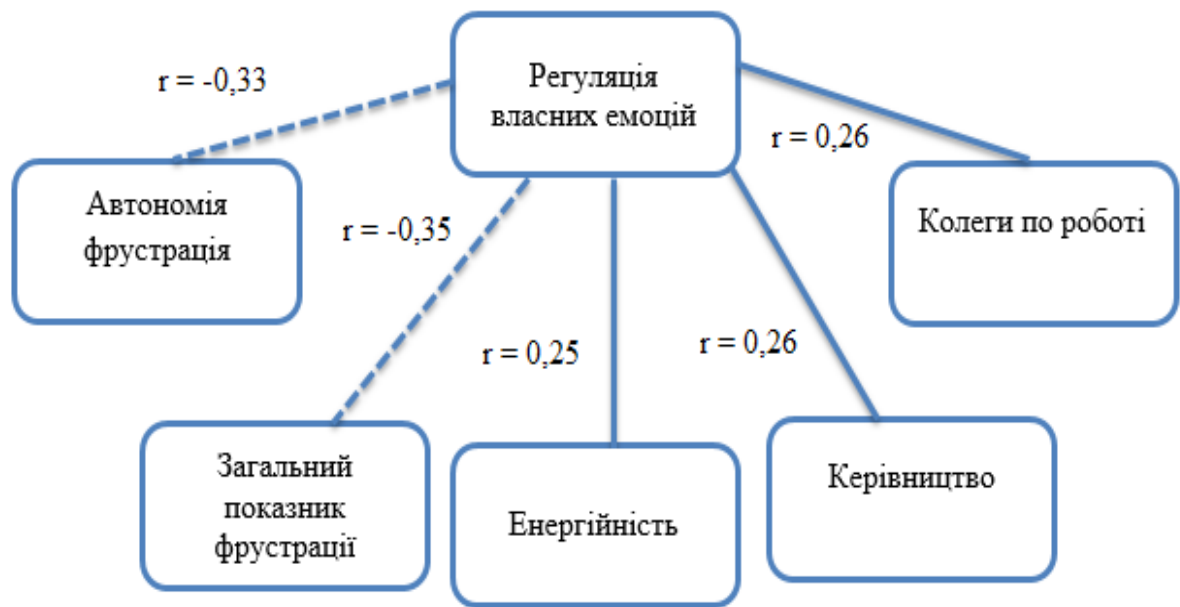 Регуляція
власних емоцій
r = -0,33
r = 0,26
Автономія
фрустрація
Колеги по роботі
r = -0,35
r = 0,25
r = 0,26
Загальний
показник
фрустрації
Енергійність
Керівництво